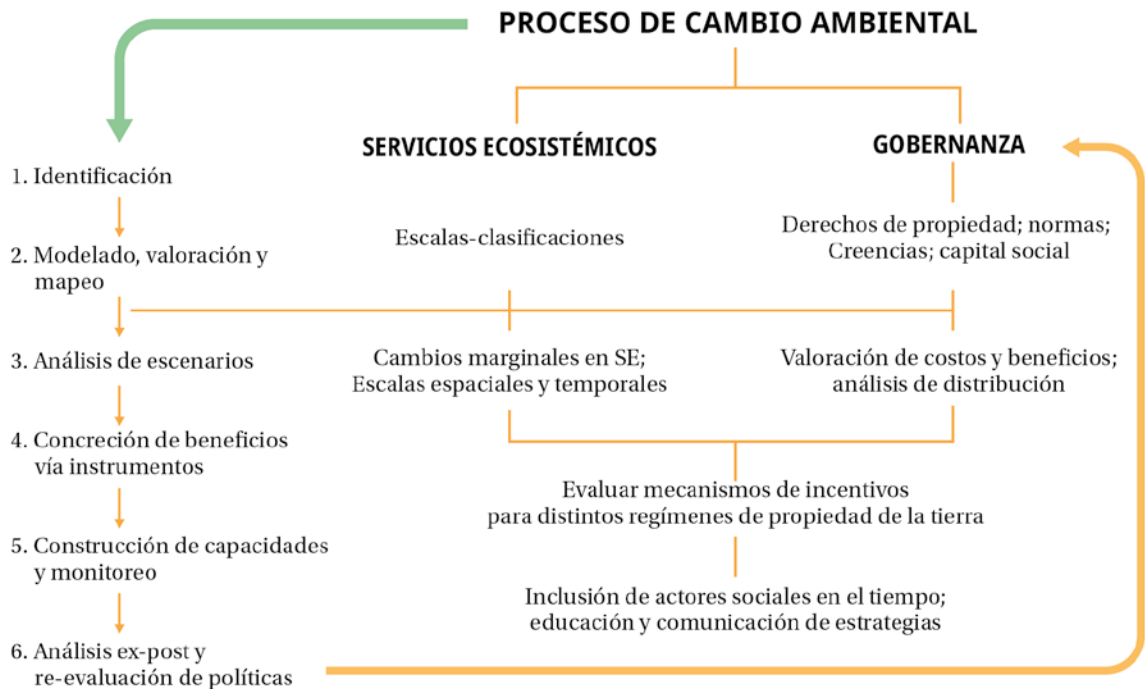 PROCESO DE CAMBIO AMBIENTAL
SERVICIOS ECOSISTÉMICOS
GOBERNANZA
1. Identificación
2. Modelado, valoración y
mapeo
3. Análisis de escenarios
4. Concreción de beneficios
vía instrumentos
5. Construcción de capacidades
y monitoreo
6. Análisis ex-post y
re-evaluación de políticas
Escalas-clasificaciones
Derechos de propiedad; normas;
Creencias; capital social
Cambios marginales en SE;
Escalas espaciales y temporales
Valoración de costos y beneficios;
análisis de distribución
Evaluar mecanismos de incentivos
para distintos regímenes de propiedad de la tierra
Inclusión de actores sociales en el tiempo;
educación y comunicación de estrategias